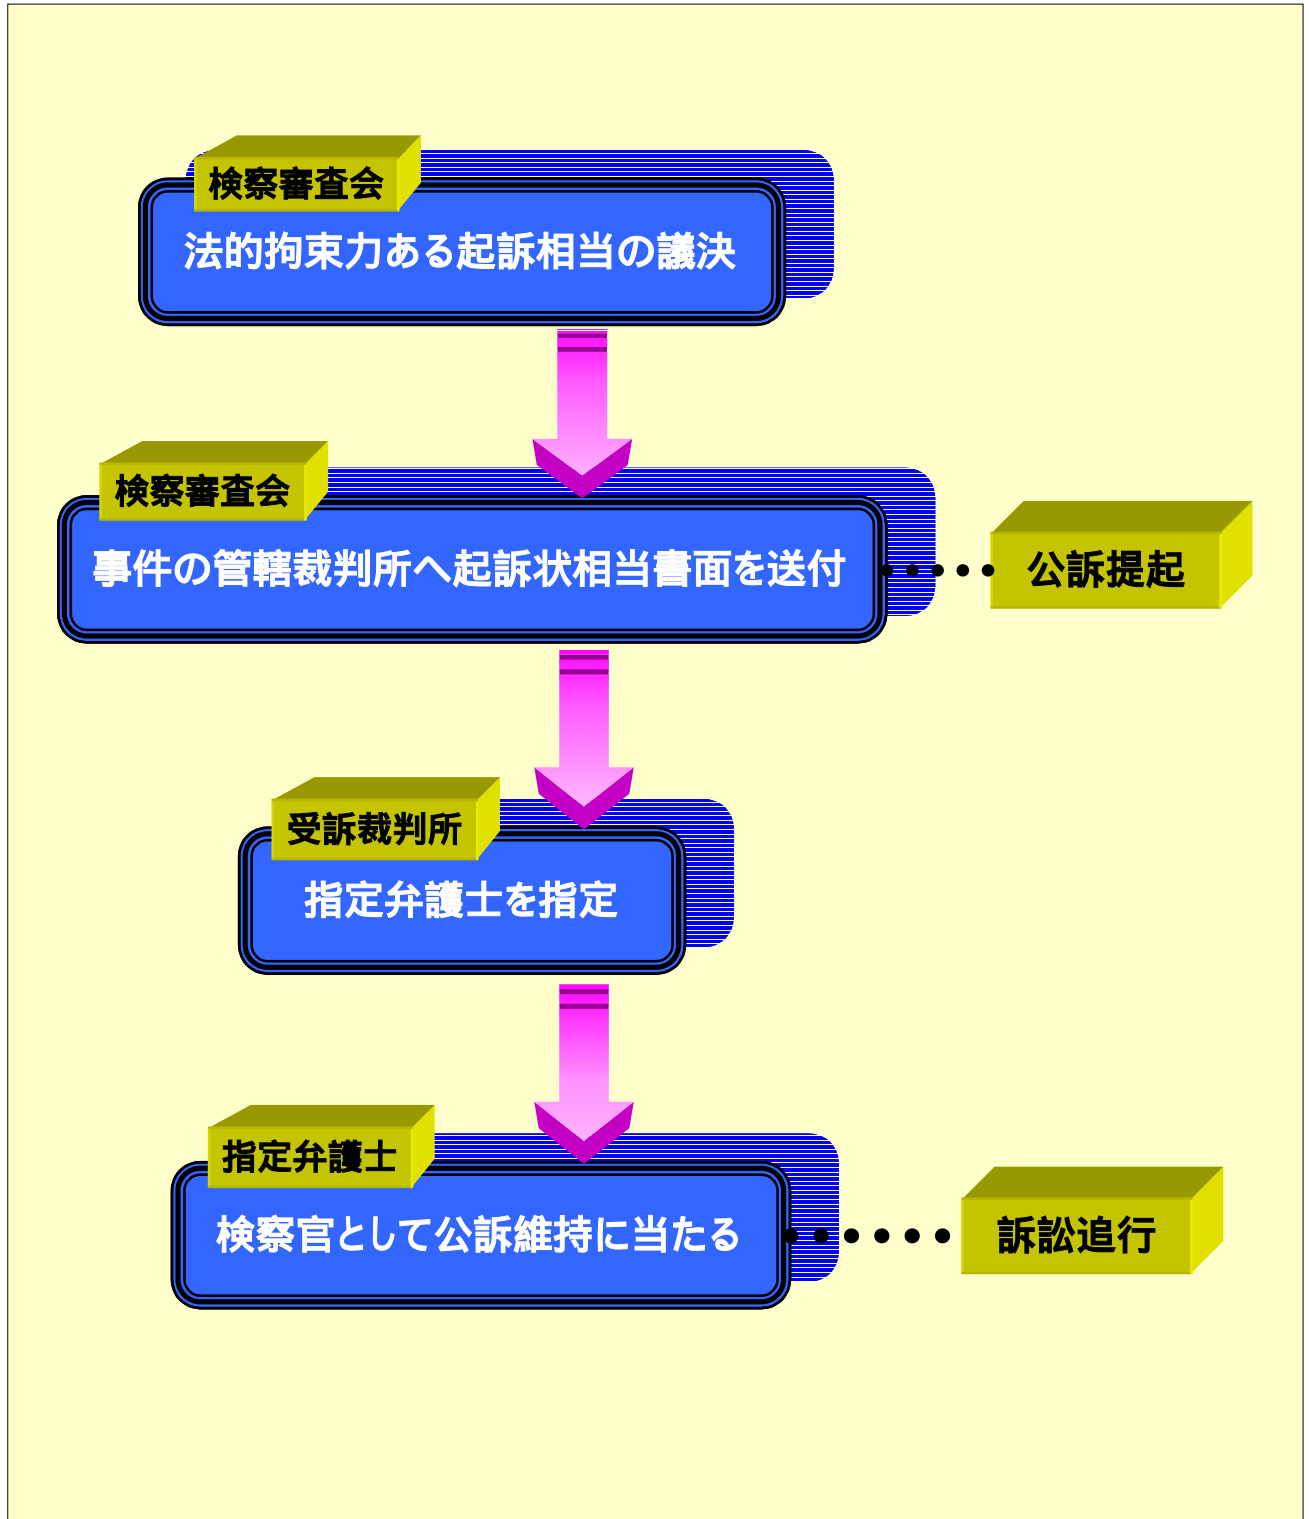 検察審査会
法的拘束力ある起訴相当の議決
検察審査会
事件の管轄裁判所へ起訴状相当書面を送付
公訴提起
受訴裁判所
指定弁護士を指定
指定弁護士
検察官として公訴維持に当たる
訴訟追行